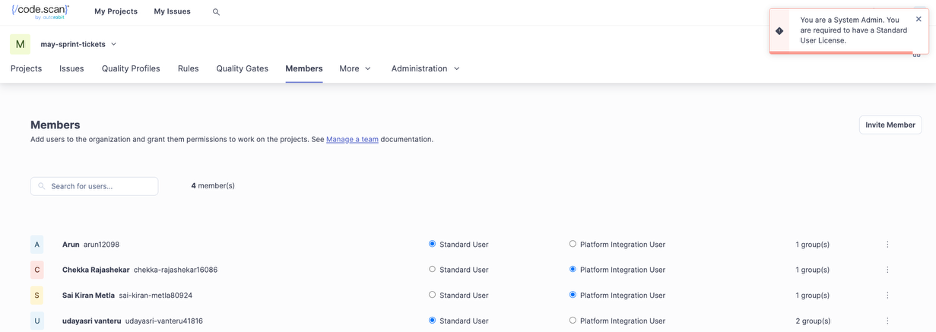 {/code.scan}
by autorabit
My Projects
My Issues
You are a System Admin. You
are required to have a Standard
User License.
M
may-sprint-tickets
Projects
Issues
Quality Profiles
Rules
Quality Gates
Members
More
Administration
Members
Add users to the organization and grant them permissions to work on the projects. See Manage a team documentation.
Invite Member
Search for users...
4 member(s)
A
Arun arun12098
Standard User
Platform Integration User
1 group(s)
C
Chekka Rajashekar chekka-rajashekar16086
Standard User
Platform Integration User
1 group(s)
S
Sai Kiran Metla sai-kiran-metla80924
Standard User
Platform Integration User
1 group(s)
U
udayasri vanteru udayasri-vanteru41816
Standard User
Platform Integration User
2 group(s)